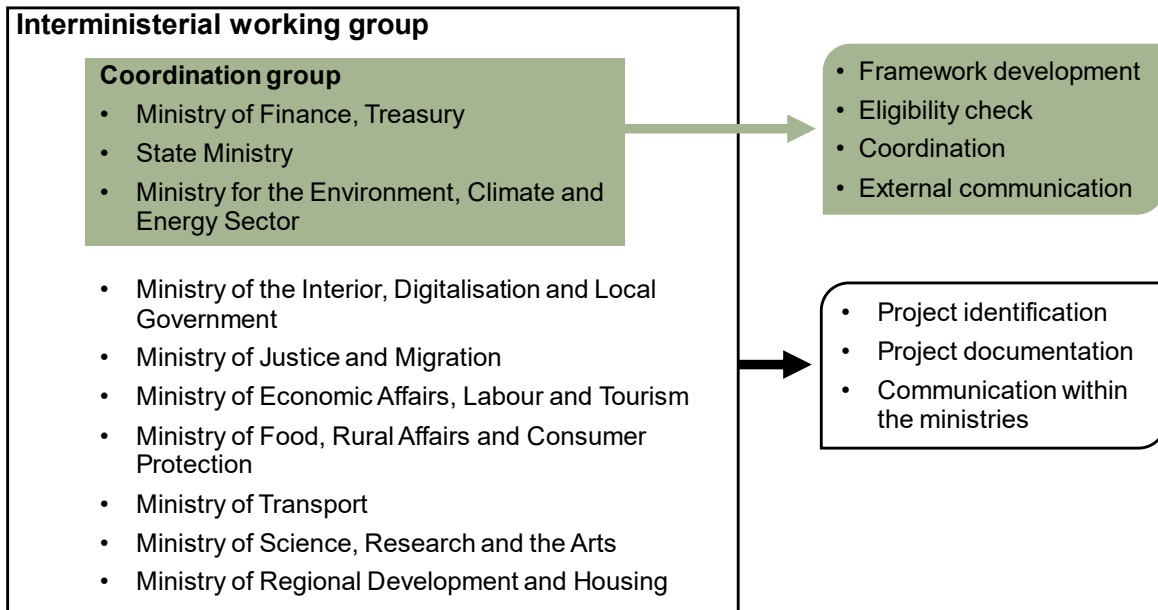 Interministerial working group
Coordination group
• Ministry of Finance, Treasury
• State Ministry
• Ministry for the Environment, Climate and
Energy Sector
• Ministry of the Interior, Digitalisation and Local
Government
• Ministry of Justice and Migration
• Ministry of Economic Affairs, Labour and Tourism
• Ministry of Food, Rural Affairs and Consumer
Protection
• Ministry of Transport
• Ministry of Science, Research and the Arts
• Ministry of Regional Development and Housing
• Framework development
• Eligibility check
• Coordination
• External communication
• Project identification
• Project documentation
• Communication within
the ministries